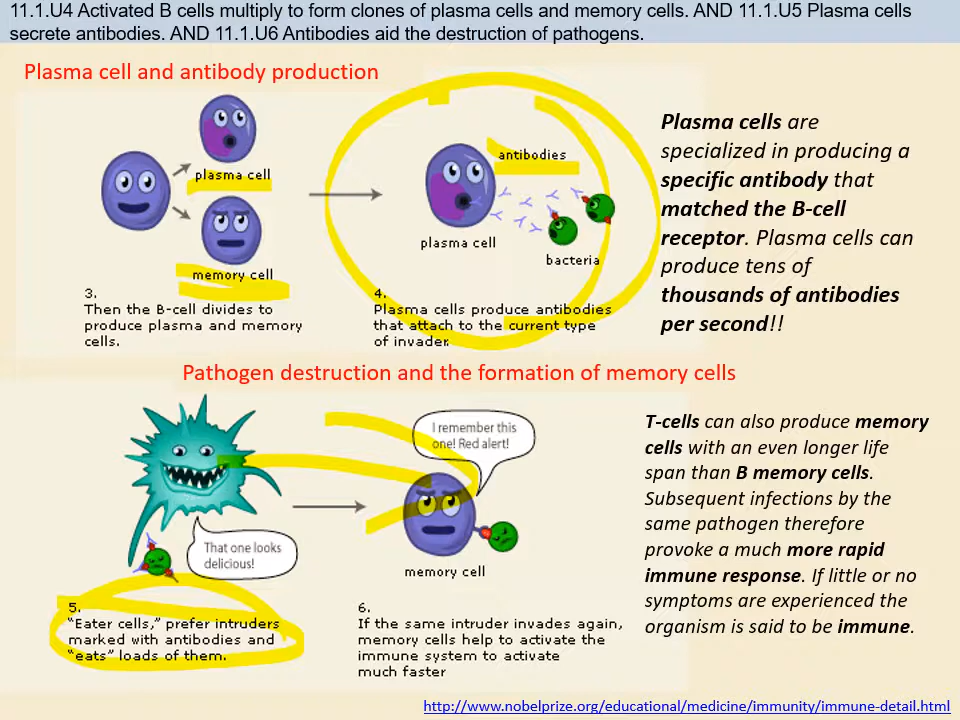 11.1.U4 Activated B cells multiply to form clones of plasma cells and memory cells. AND 11.1.U5 Plasma cells
secrete antibodies. AND 11.1.U6 Antibodies aid the destruction of pathogens.
Plasma cell and antibody production
plasma cell
memory cell
3.
Then the B-cell divides to
produce plasma and memory
cells.
antibodies
plasma cell
bacteria
4.
Plasma cells produce antibodies
that attach to the current type
of invader.
Plasma cells are
specialized in producing a
specific antibody that
matched the B-cell
receptor. Plasma cells can
produce tens of
thousands of antibodies
per second!!
Pathogen destruction and the formation of memory cells
That one looks
delicious!
5.
"Eater cells," prefer intruders
marked with antibodies and
"eats" loads of them.
I remember this
one! Red alert!
memory cell
6.
If the same intruder invades again,
memory cells help to activate the
immune system to activate
much faster
T-cells can also produce memory
cells with an even longer life
span than B memory cells.
Subsequent infections by the
same pathogen therefore
provoke a much more rapid
immune response. If little or no
symptoms are experienced the
organism is said to be immune.
http://www.nobelprize.org/educational/medicine/immunity/immune-detail.html